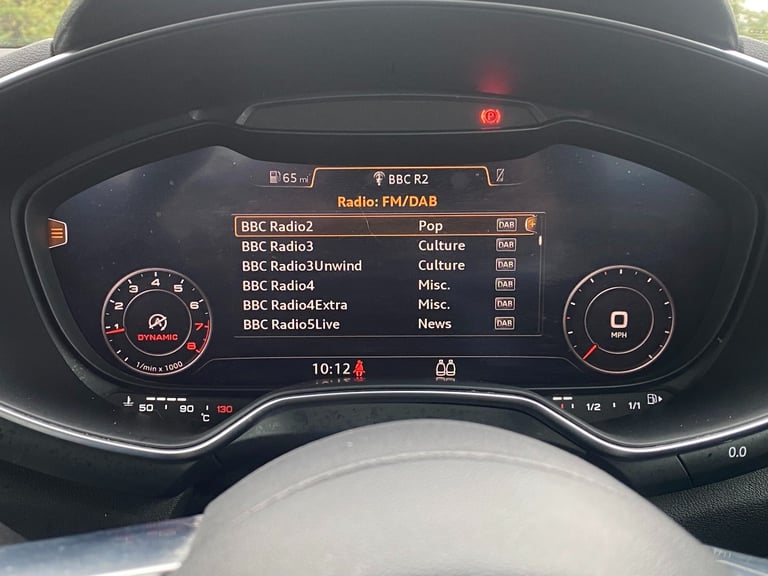 P
65 mi
BBC R2
Radio: FM/DAB
BBC Radio2 Pop DAB
BBC Radio3 Culture DAB
BBC Radio3Unwind Culture DAB
BBC Radio4 Misc. DAB
BBC Radio4Extra Misc. DAB
BBC Radio5Live News DAB
1 2 3 4 5 6 7 8
A
DYNAMIC
1/min x 1000
0
MPH
10:12
50 90 130
°C
1/2 1/1
0.0